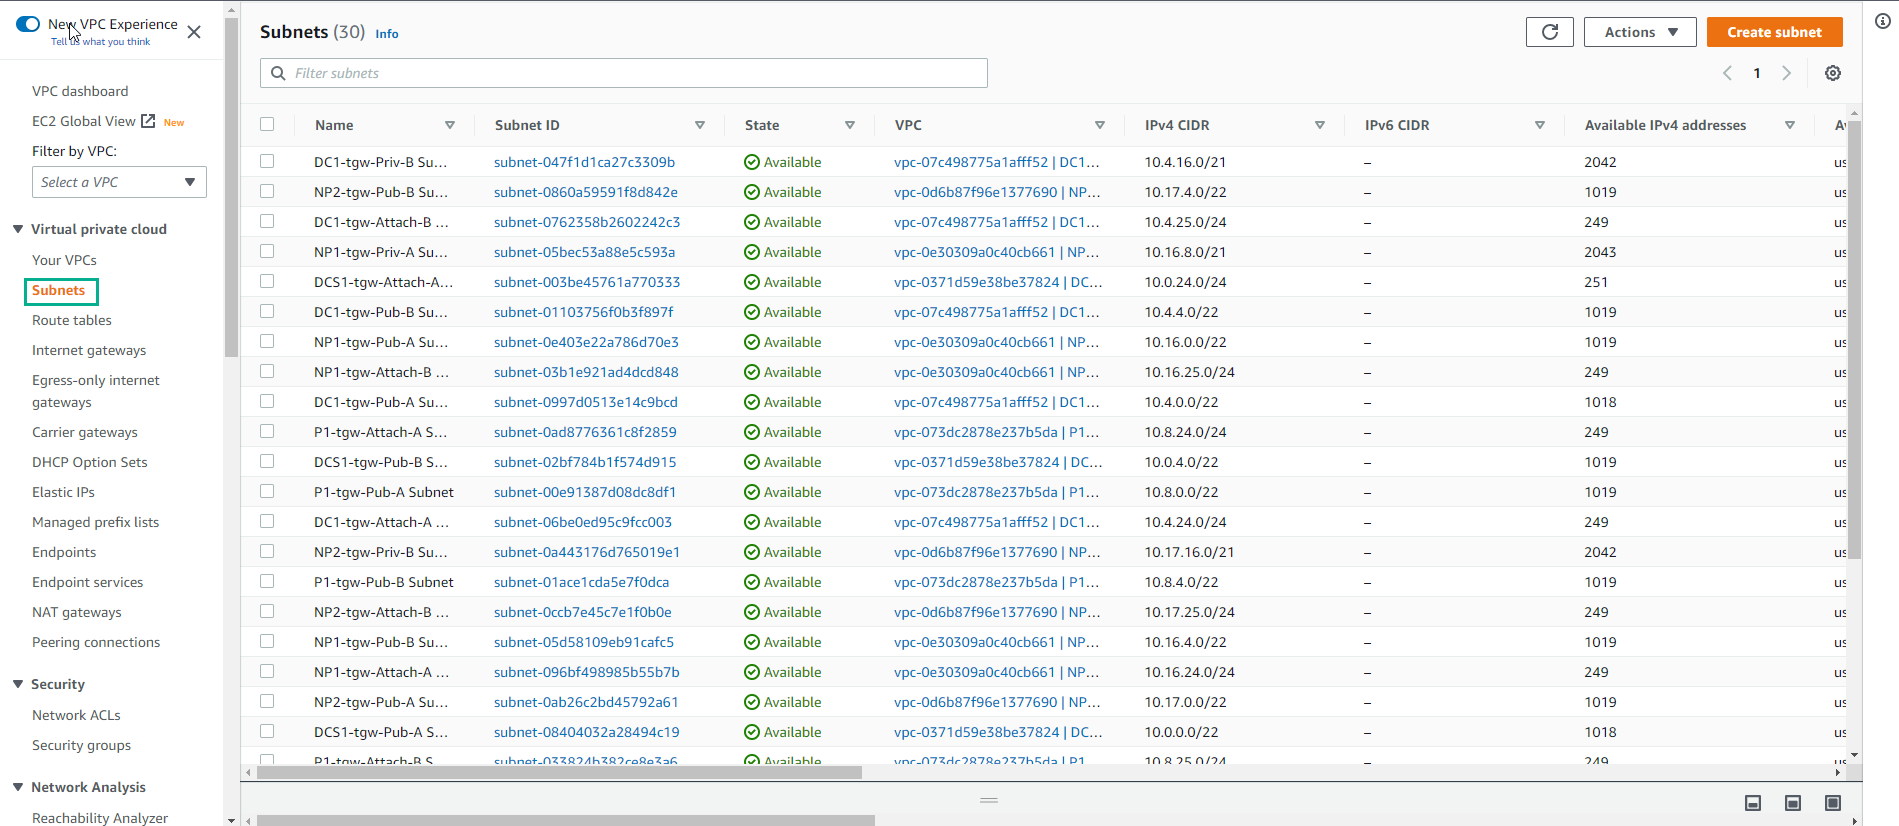 New VPC Experience
Tell us what you think
VPC dashboard
EC2 Global View New
Filter by VPC:
Select a VPC
Virtual private cloud
Your VPCs
Subnets
Route tables
Internet gateways
Egress-only internet
gateways
Carrier gateways
DHCP Option Sets
Elastic IPs
Managed prefix lists
Endpoints
Endpoint services
NAT gateways
Peering connections
Security
Network ACLs
Security groups
Network Analysis
Reachability Analyzer
Subnets (30) Info
Actions
Create subnet
Filter subnets
1
Name Subnet ID State VPC IPv4 CIDR IPv6 CIDR Available IPv4 addresses
DC1-tgw-Priv-B Su... subnet-047f1d1ca27c3309b Available vpc-07c498775a1afff52 | DC1... 10.4.16.0/21 – 2042 us
NP2-tgw-Pub-B Su... subnet-0860a59591f8d842e Available vpc-0d6b87f96e1377690 | NP... 10.17.4.0/22 – 1019 us
DC1-tgw-Attach-B ... subnet-0762358b2602242c3 Available vpc-07c498775a1afff52 | DC1... 10.4.25.0/24 – 249 us
NP1-tgw-Priv-A Su... subnet-05bec53a88e5c593a Available vpc-0e30309a0c40cb661 | NP... 10.16.8.0/21 – 2043 us
DCS1-tgw-Attach-A... subnet-003be45761a770333 Available vpc-0371d59e38be37824 | DC... 10.0.24.0/24 – 251 us
DC1-tgw-Pub-B Su... subnet-01103756f0b3f897f Available vpc-07c498775a1afff52 | DC1... 10.4.4.0/22 – 1019 us
NP1-tgw-Pub-A Su... subnet-0e403e22a786d70e3 Available vpc-0e30309a0c40cb661 | NP... 10.16.0.0/22 – 1019 us
NP1-tgw-Attach-B ... subnet-03b1e921ad4dcd848 Available vpc-0e30309a0c40cb661 | NP... 10.16.25.0/24 – 249 us
DC1-tgw-Pub-A Su... subnet-0997d0513e14c9bcd Available vpc-07c498775a1afff52 | DC1... 10.4.0.0/22 – 1018 us
P1-tgw-Attach-A S... subnet-0ad8776361c8f2859 Available vpc-073dc2878e237b5da | P1... 10.8.24.0/24 – 249 us
DCS1-tgw-Pub-B S... subnet-02bf784b1f574d915 Available vpc-0371d59e38be37824 | DC... 10.0.4.0/22 – 1019 us
P1-tgw-Pub-A Subnet subnet-00e91387d08dc8df1 Available vpc-073dc2878e237b5da | P1... 10.8.0.0/22 – 1019 us
DC1-tgw-Attach-A ... subnet-06be0ed95c9fcc003 Available vpc-07c498775a1afff52 | DC1... 10.4.24.0/24 – 249 us
NP2-tgw-Priv-B Su... subnet-0a443176d765019e1 Available vpc-0d6b87f96e1377690 | NP... 10.17.16.0/21 – 2042 us
P1-tgw-Pub-B Subnet subnet-01ace1cda5e7f0dca Available vpc-073dc2878e237b5da | P1... 10.8.4.0/22 – 1019 us
NP2-tgw-Attach-B ... subnet-0ccb7e45c7e1f0b0e Available vpc-0d6b87f96e1377690 | NP... 10.17.25.0/24 – 249 us
NP1-tgw-Pub-B Su... subnet-05d58109eb91cafc5 Available vpc-0e30309a0c40cb661 | NP... 10.16.4.0/22 – 1019 us
NP1-tgw-Attach-A ... subnet-096bf498985b55b7b Available vpc-0e30309a0c40cb661 | NP... 10.16.24.0/24 – 249 us
NP2-tgw-Pub-A Su... subnet-0ab26c2bd45792a61 Available vpc-0d6b87f96e1377690 | NP... 10.17.0.0/22 – 1019 us
DCS1-tgw-Pub-A S... subnet-08404032a28494c19 Available vpc-0371d59e38be37824 | DC... 10.0.0.0/22 – 1018 us
P1-tgw-Attach-B S... subnet-033824b382ce8e3a6 Available vpc-073dc2878e237b5da | P1... 10.8.25.0/24 – 249 us